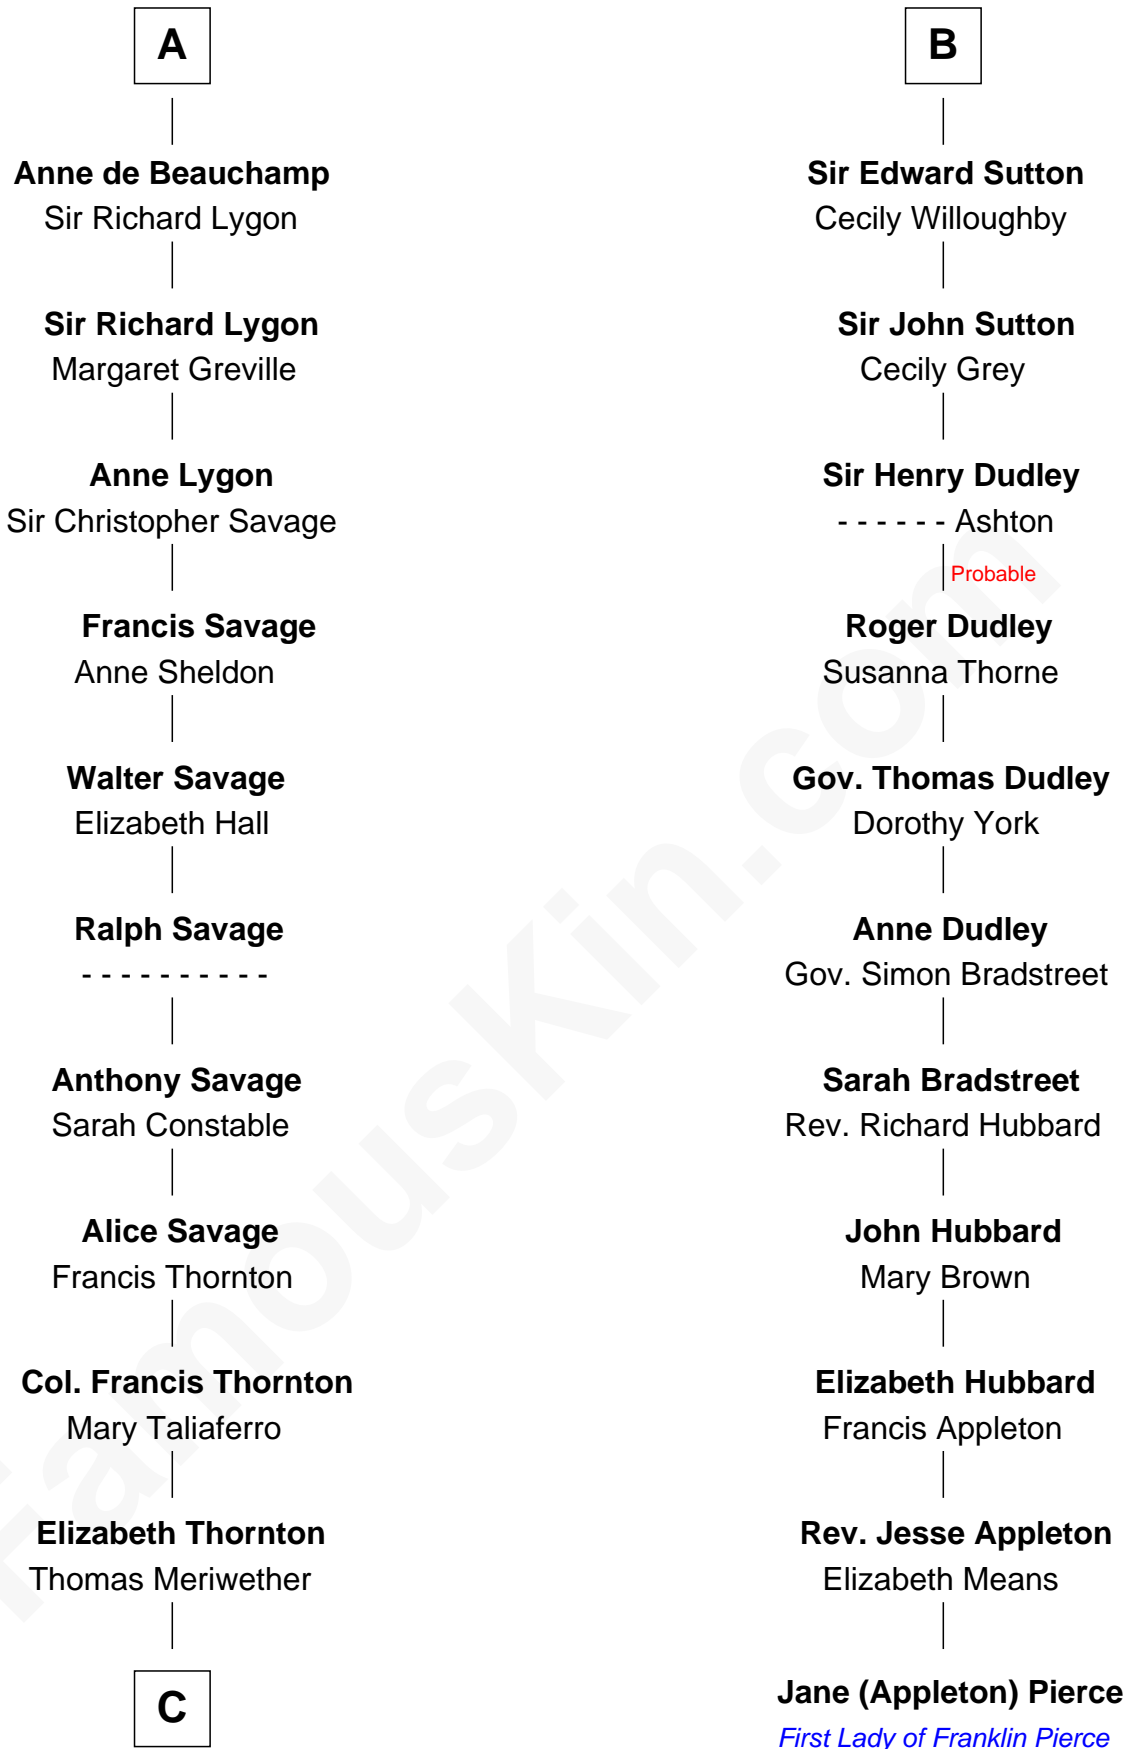 A
Anne de Beauchamp
Sir Richard Lygon
Sir Richard Lygon
Margaret Greville
Anne Lygon
Sir Christopher Savage
Francis Savage
Anne Sheldon
Walter Savage
Elizabeth Hall
Ralph Savage
- - - - - - - - - -
Anthony Savage
Sarah Constable
Alice Savage
Francis Thornton
Col. Francis Thornton
Mary Taliaferro
Elizabeth Thornton
Thomas Meriwether
C
B
Sir Edward Sutton
Cecily Willoughby
Sir John Sutton
Cecily Grey
Sir Henry Dudley
- - - - - - Ashton
Probable
Roger Dudley
Susanna Thorne
Gov. Thomas Dudley
Dorothy York
Anne Dudley
Gov. Simon Bradstreet
Sarah Bradstreet
Rev. Richard Hubbard
John Hubbard
Mary Brown
Elizabeth Hubbard
Francis Appleton
Rev. Jesse Appleton
Elizabeth Means
Jane (Appleton) Pierce
First Lady of Franklin Pierce
FamousKin.com